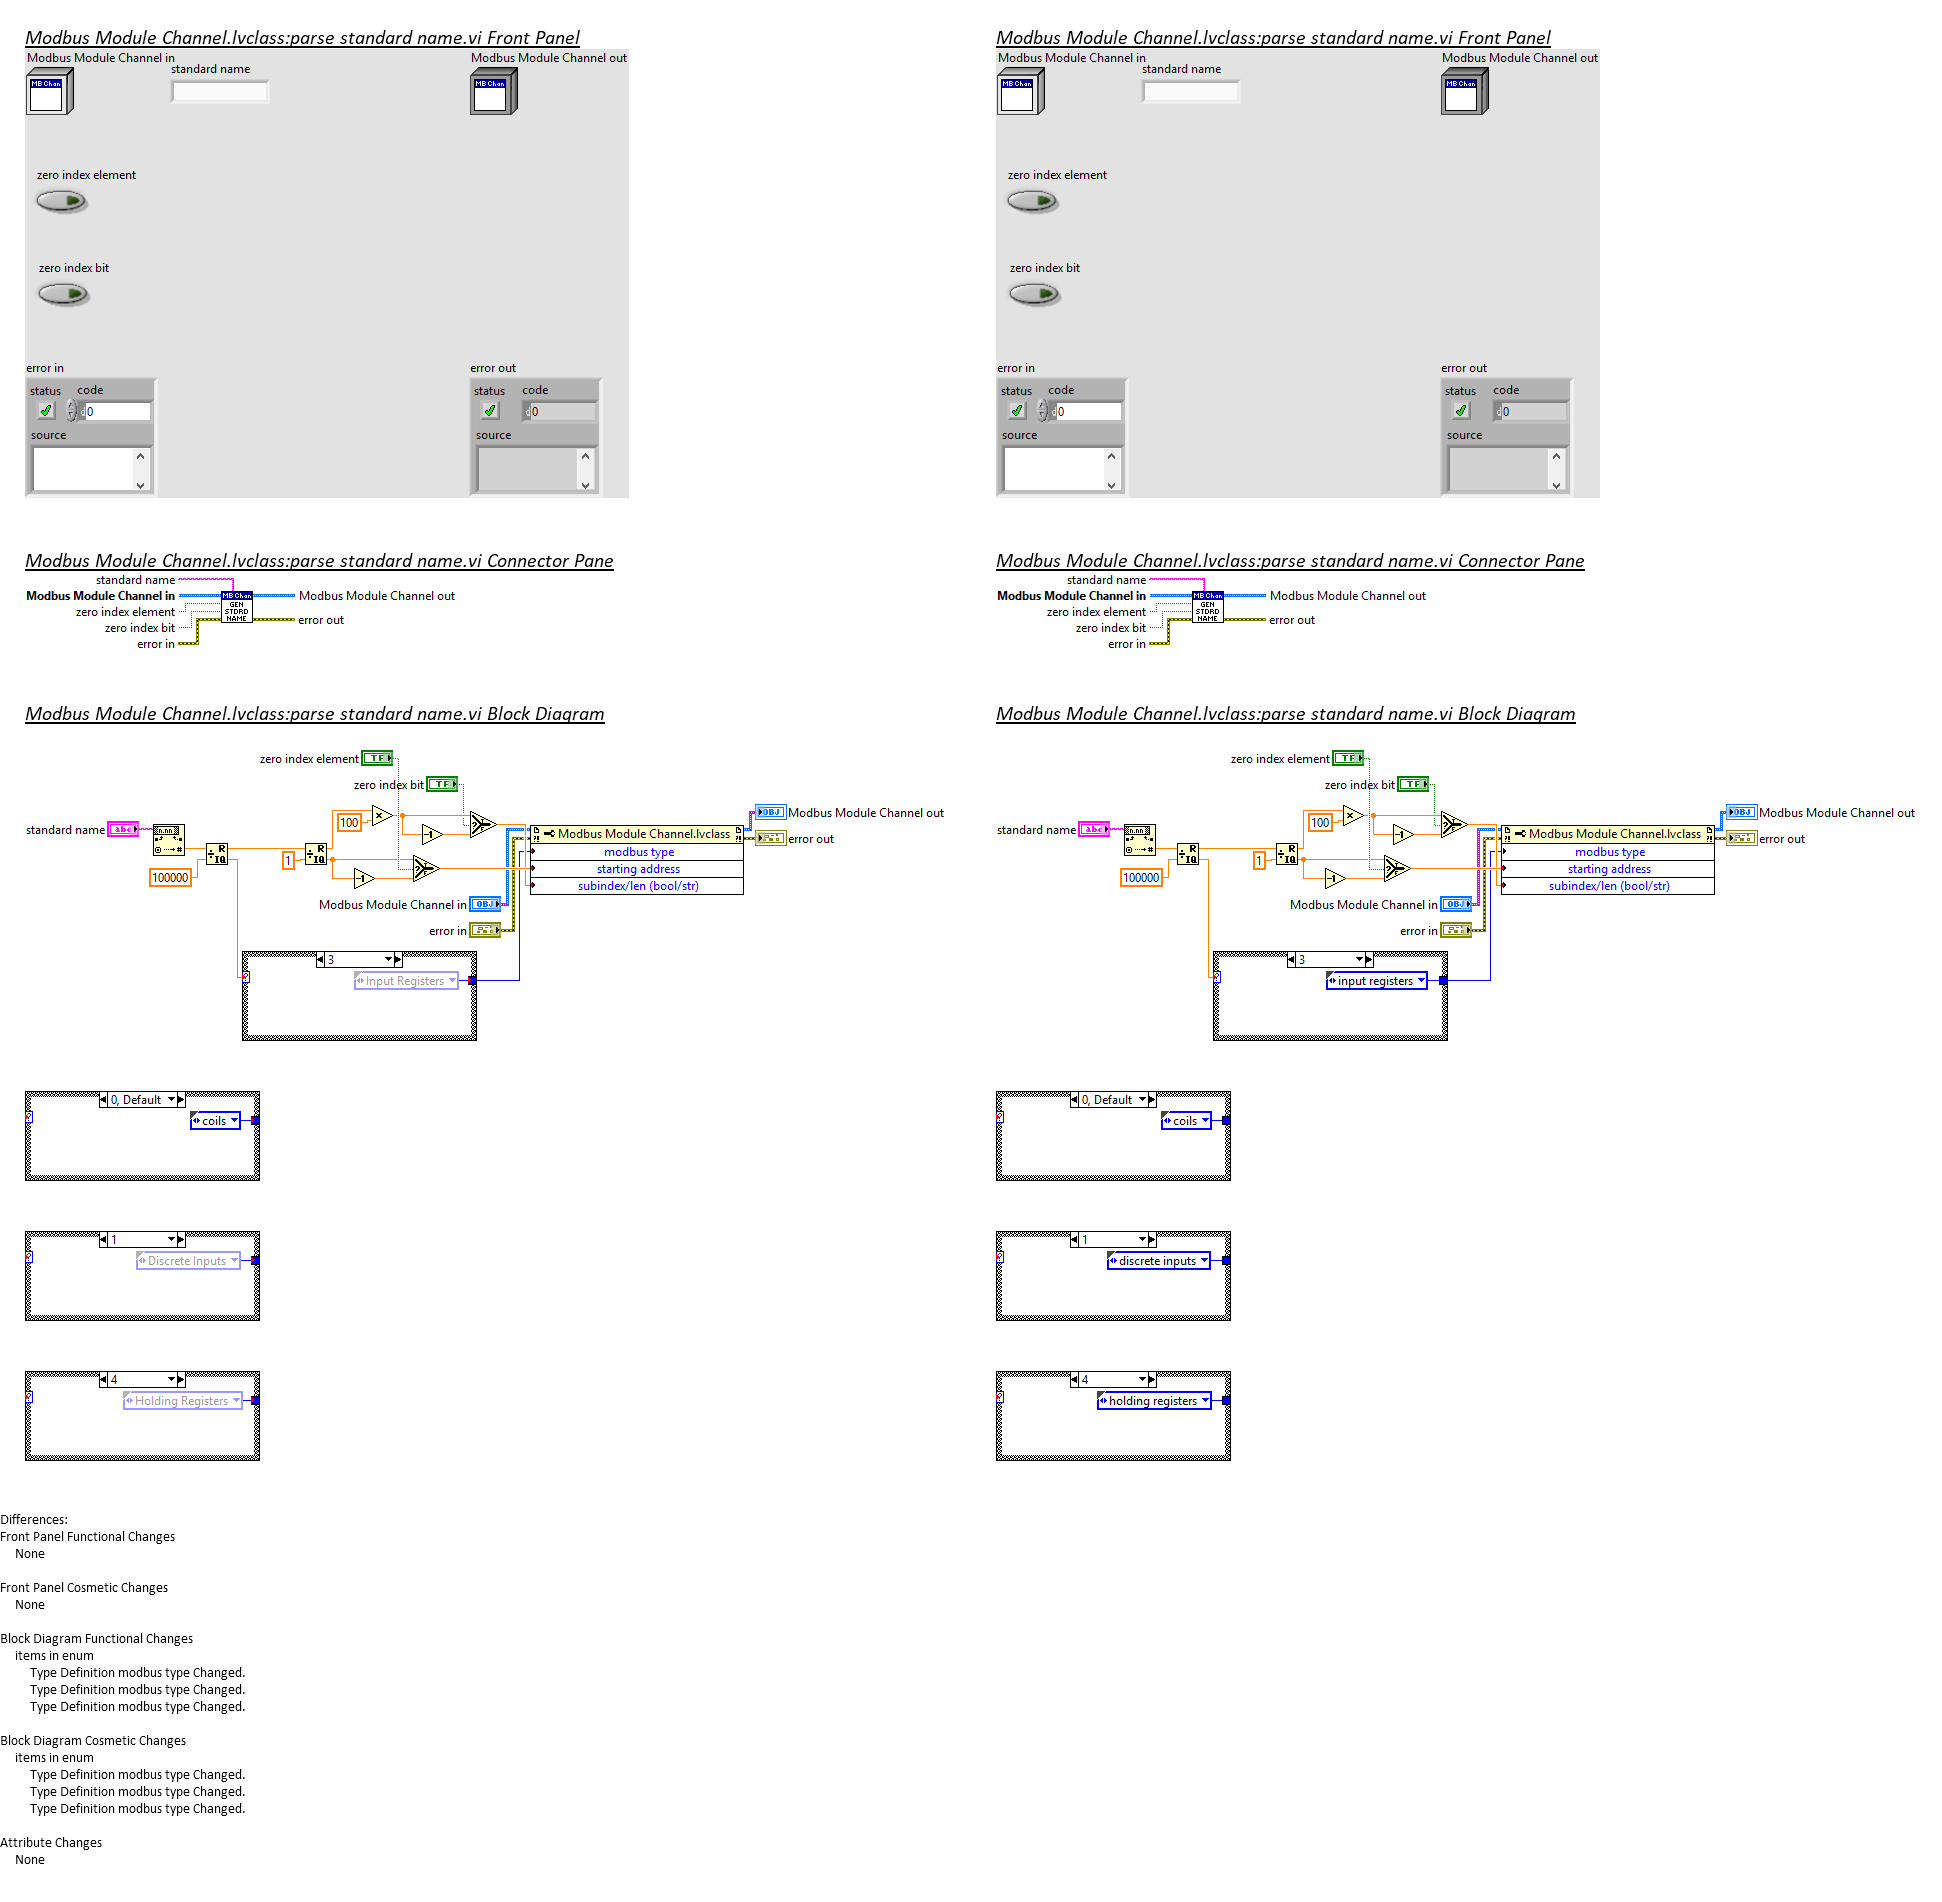 Modbus Module Channel.lvclass:parse standard name.vi Front Panel
Modbus Module Channel in
standard name
Modbus Module Channel out
MB Chan
MB Chan
zero index element
zero index bit
error in
status
code
d
0
source
error out
status
code
d
0
source
Modbus Module Channel.lvclass:parse standard name.vi Connector Pane
standard name
Modbus Module Channel in
zero index element
zero index bit
error in
MB Chan
GEN
STDRD
NAME
Modbus Module Channel out
error out
Modbus Module Channel.lvclass:parse standard name.vi Block Diagram
zero index element
TF
zero index bit
TF
standard name
abc
n.nn
100000
R
IQ
1
R
IQ
100
x
-1
-1
Modbus Module Channel.lvclass
modbus type
starting address
subindex/len (bool/str)
OBJ
Modbus Module Channel out
error out
Modbus Module Channel in
OBJ
error in
3
Input Registers
0, Default
coils
1
Discrete Inputs
4
Holding Registers
Modbus Module Channel.lvclass:parse standard name.vi Front Panel
Modbus Module Channel in
standard name
Modbus Module Channel out
MB Chan
MB Chan
zero index element
zero index bit
error in
status
code
d
0
source
error out
status
code
d
0
source
Modbus Module Channel.lvclass:parse standard name.vi Connector Pane
standard name
Modbus Module Channel in
zero index element
zero index bit
error in
MB Chan
GEN
STDRD
NAME
Modbus Module Channel out
error out
Modbus Module Channel.lvclass:parse standard name.vi Block Diagram
zero index element
TF
zero index bit
TF
standard name
abc
n.nn
100000
R
IQ
1
R
IQ
100
x
-1
-1
Modbus Module Channel.lvclass
modbus type
starting address
subindex/len (bool/str)
OBJ
Modbus Module Channel out
error out
Modbus Module Channel in
OBJ
error in
3
input registers
0, Default
coils
1
discrete inputs
4
holding registers
Differences:
Front Panel Functional Changes
None
Front Panel Cosmetic Changes
None
Block Diagram Functional Changes
items in enum
Type Definition modbus type Changed.
Type Definition modbus type Changed.
Type Definition modbus type Changed.
Block Diagram Cosmetic Changes
items in enum
Type Definition modbus type Changed.
Type Definition modbus type Changed.
Type Definition modbus type Changed.
Attribute Changes
None